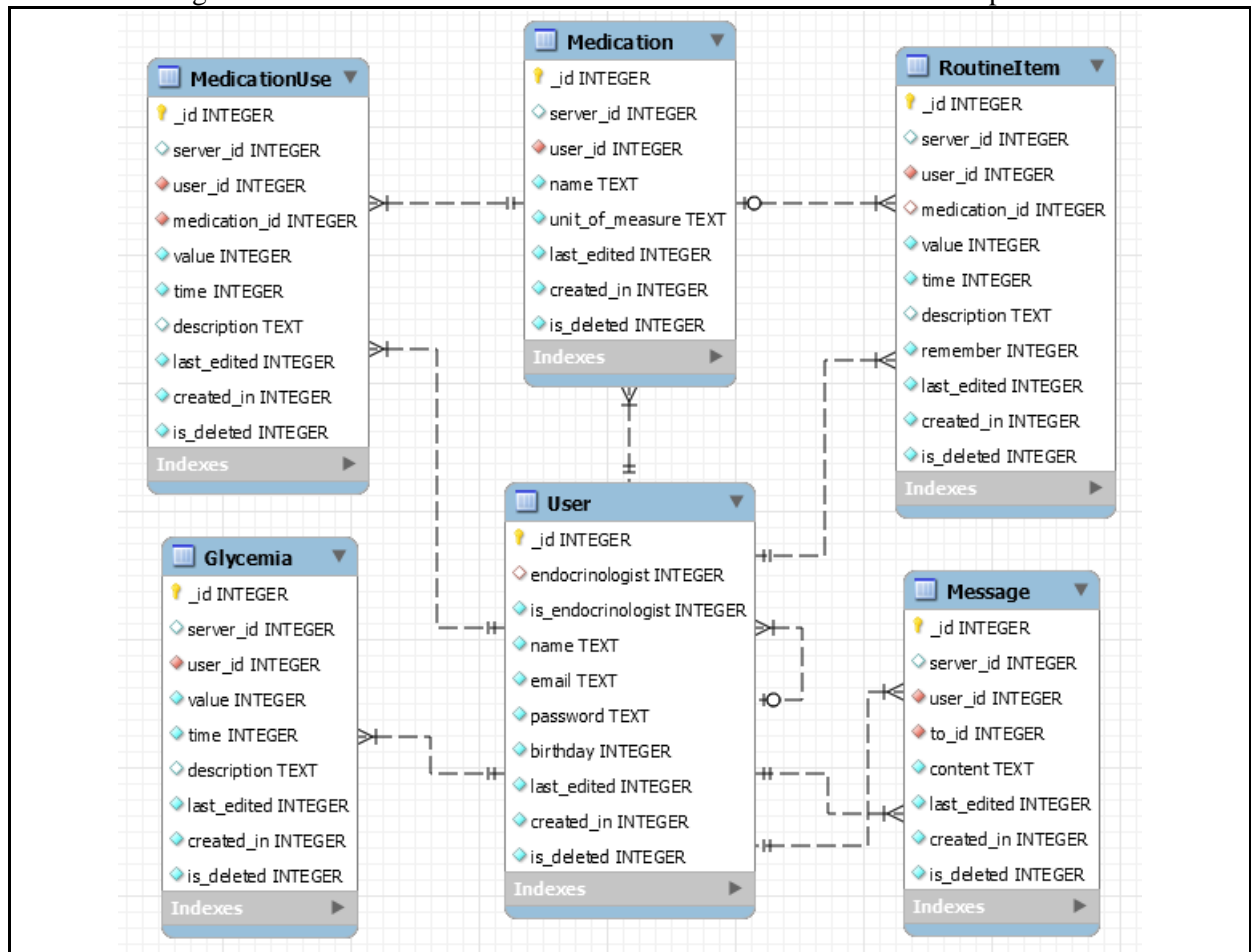 MedicationUse
_id INTEGER
server_id INTEGER
user_id INTEGER
medication_id INTEGER
value INTEGER
time INTEGER
description TEXT
last_edited INTEGER
created_in INTEGER
is_deleted INTEGER
Indexes
Medication
_id INTEGER
server_id INTEGER
user_id INTEGER
name TEXT
unit_of_measure TEXT
last_edited INTEGER
created_in INTEGER
is_deleted INTEGER
Indexes
RoutineItem
_id INTEGER
server_id INTEGER
user_id INTEGER
medication_id INTEGER
value INTEGER
time INTEGER
description TEXT
remember INTEGER
last_edited INTEGER
created_in INTEGER
is_deleted INTEGER
Indexes
Glycemia
_id INTEGER
server_id INTEGER
user_id INTEGER
value INTEGER
time INTEGER
description TEXT
last_edited INTEGER
created_in INTEGER
is_deleted INTEGER
Indexes
User
_id INTEGER
endocrinologist INTEGER
is_endocrinologist INTEGER
name TEXT
email TEXT
password TEXT
birthday INTEGER
last_edited INTEGER
created_in INTEGER
is_deleted INTEGER
Indexes
Message
_id INTEGER
server_id INTEGER
user_id INTEGER
to_id INTEGER
content TEXT
last_edited INTEGER
created_in INTEGER
is_deleted INTEGER
Indexes